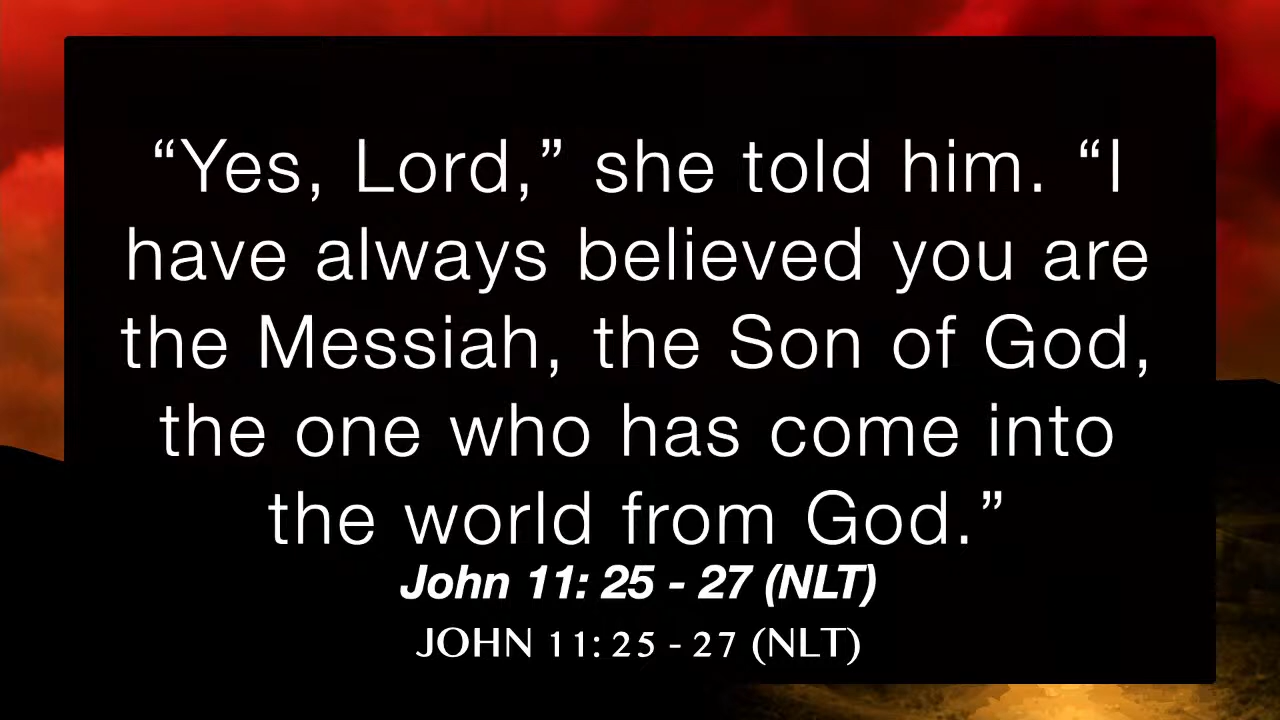 “Yes, Lord,” she told him. “I
have always believed you are
the Messiah, the Son of God,
the one who has come into
the world from God.”
John 11: 25 - 27 (NLT)
JOHN 11: 25 - 27 (NLT)